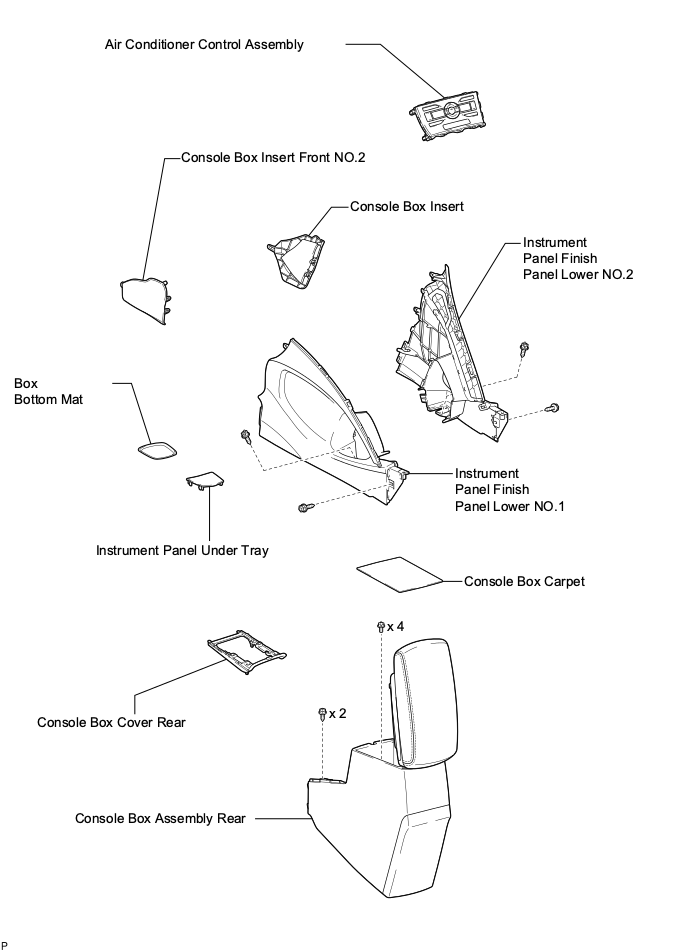 Air Conditioner Control Assembly
Console Box Insert Front NO.2
Console Box Insert
Instrument
Panel Finish
Panel Lower NO.2
Box
Bottom Mat
Instrument
Panel Finish
Panel Lower NO.1
Instrument Panel Under Tray
Console Box Carpet
x 4
Console Box Cover Rear
x 2
Console Box Assembly Rear
P